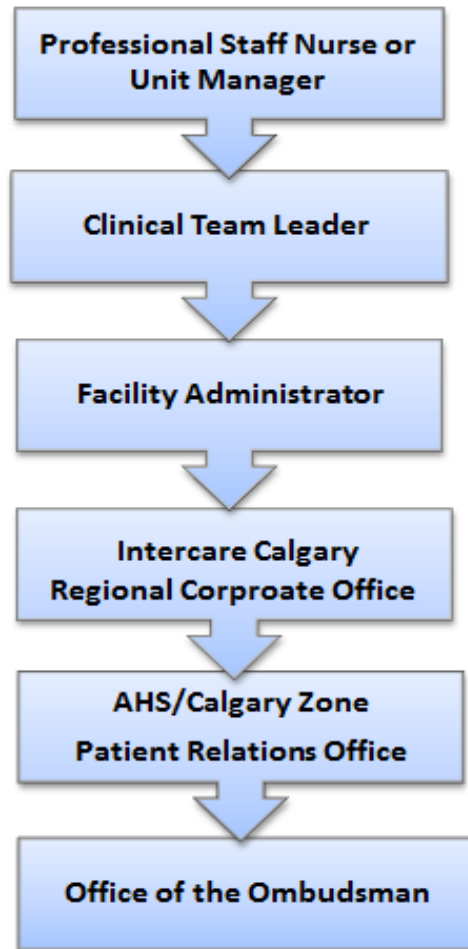 Professional Staff Nurse or
Unit Manager
Clinical Team Leader
Facility Administrator
Intercare Calgary
Regional Corproate Office
AHS/Calgary Zone
Patient Relations Office
Office of the Ombudsman